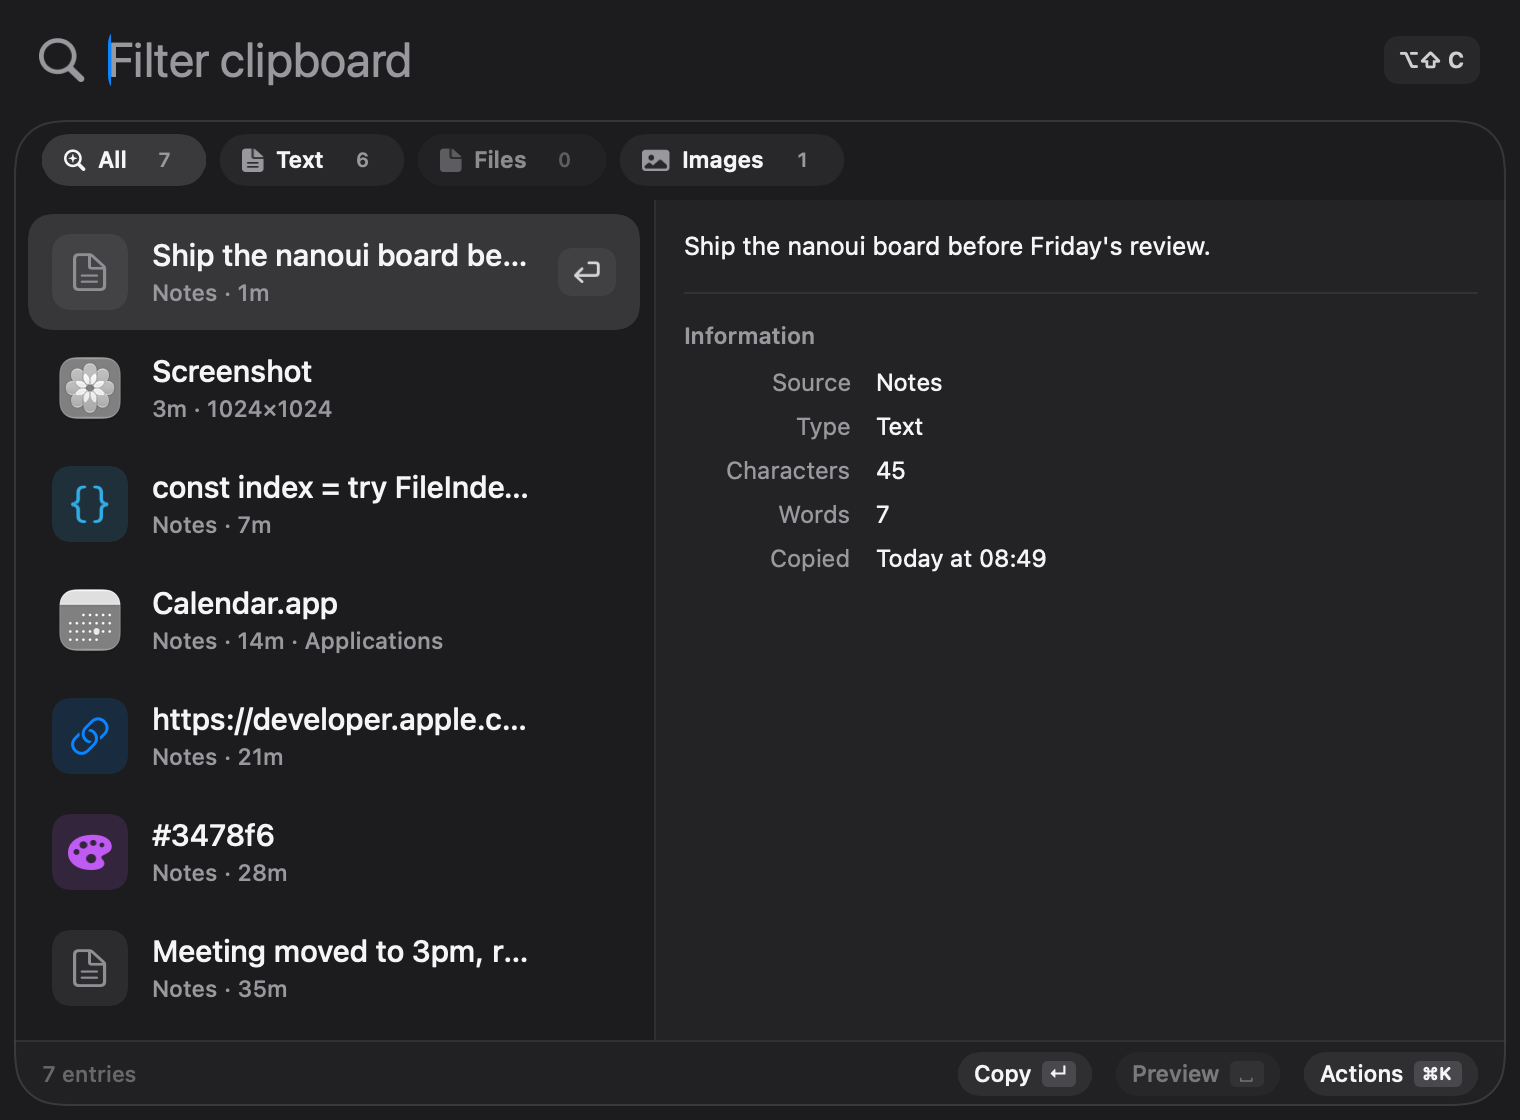 Filter clipboard
⌥⇧ C
All 7
Text 6
Files 0
Images 1
Ship the nanoui board be...
Notes · 1m
Screenshot
3m · 1024×1024
const index = try FileInde...
Notes · 7m
Calendar.app
Notes · 14m · Applications
https://developer.apple.c...
Notes · 21m
#3478f6
Notes · 28m
Meeting moved to 3pm, r...
Notes · 35m
Ship the nanoui board before Friday's review.
Information
Source Notes
Type Text
Characters 45
Words 7
Copied Today at 08:49
7 entries
Copy ↵
Preview ⎵
Actions ⌘K